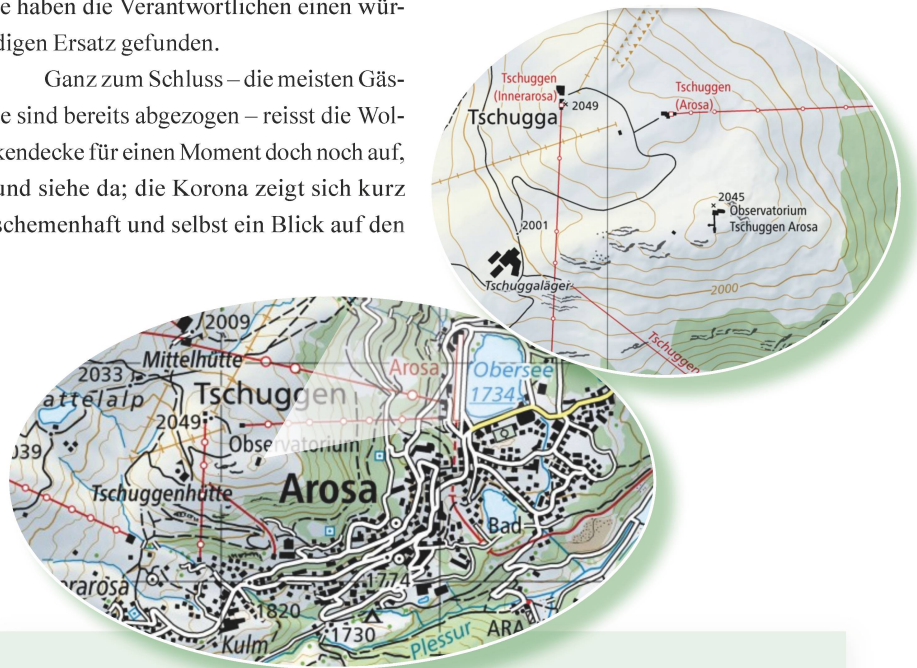 e haben die Verantwortlichen einen wür-
digen Ersatz gefunden.
Ganz zum Schluss – die meisten Gäs-
e sind bereits abgezogen – reisst die Wol-
kendecke für einen Moment doch noch auf,
und siehe da; die Korona zeigt sich kurz
schemenhaft und selbst ein Blick auf den
Tschuggen
(Innerarosa)
2049
Tschugga
Tschuggen
(Arosa)
2045
Observatorium
Tschuggen Arosa
2001
Tschuggaläger
2000
Tschuggen
2009
Mittelhütte
2033
attelalp
Tschuggen
2049
Observatorium
039
Tschuggenhütte
Arosa
Arosa
Obersee
1734
Bad
1774
erarosa
1820
Kulm
1730
Plessur
ARA